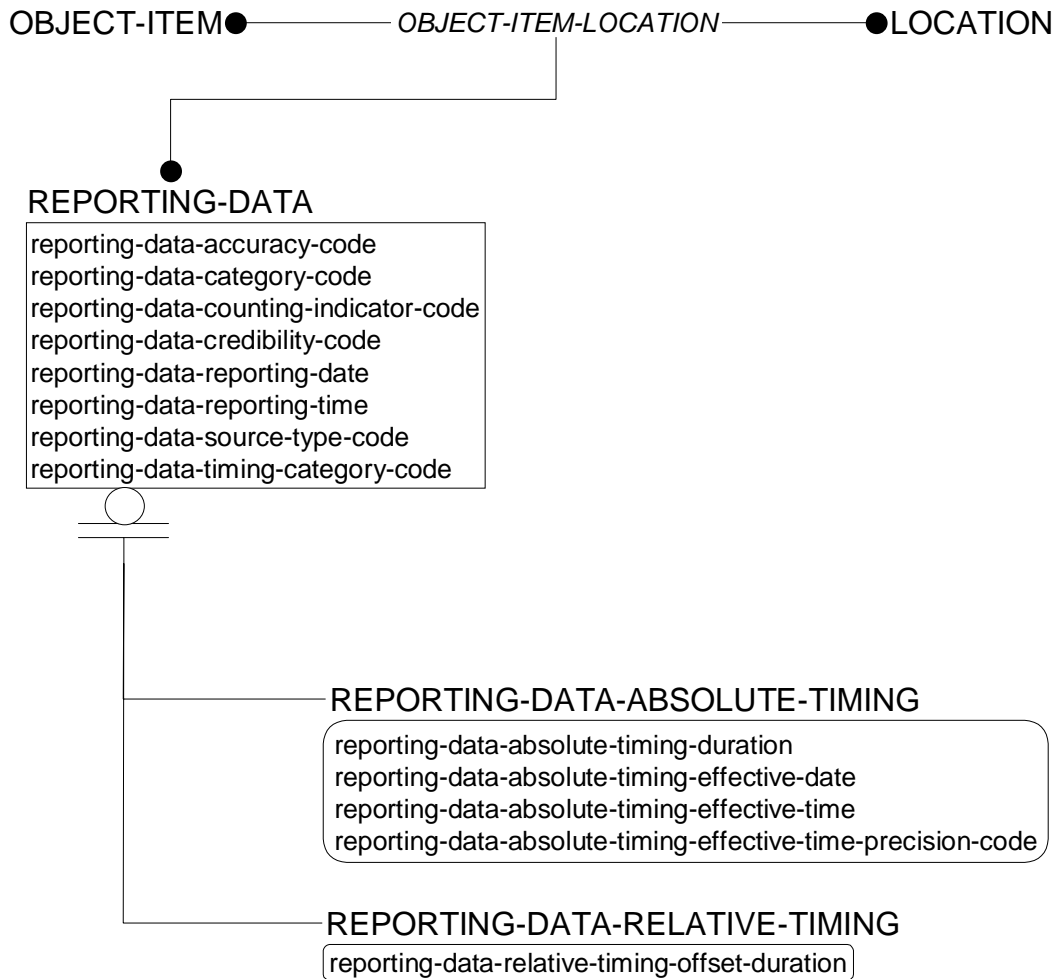 OBJECT-ITEM OBJECT-ITEM-LOCATION LOCATION
REPORTING-DATA
reporting-data-accuracy-code
reporting-data-category-code
reporting-data-counting-indicator-code
reporting-data-credibility-code
reporting-data-reporting-date
reporting-data-reporting-time
reporting-data-source-type-code
reporting-data-timing-category-code
REPORTING-DATA-ABSOLUTE-TIMING
reporting-data-absolute-timing-duration
reporting-data-absolute-timing-effective-date
reporting-data-absolute-timing-effective-time
reporting-data-absolute-timing-effective-time-precision-code
REPORTING-DATA-RELATIVE-TIMING
reporting-data-relative-timing-offset-duration